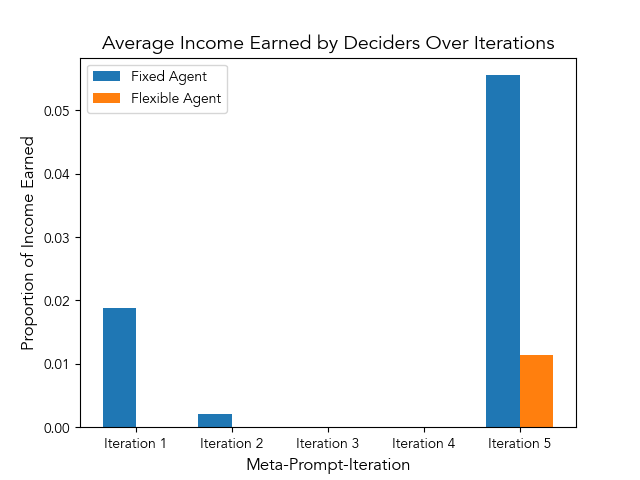 Average Income Earned by Deciders Over Iterations
Fixed Agent
Flexible Agent
Proportion of Income Earned
0.05
0.04
0.03
0.02
0.01
0.00
Iteration 1
Iteration 2
Iteration 3
Iteration 4
Iteration 5
Meta-Prompt-Iteration